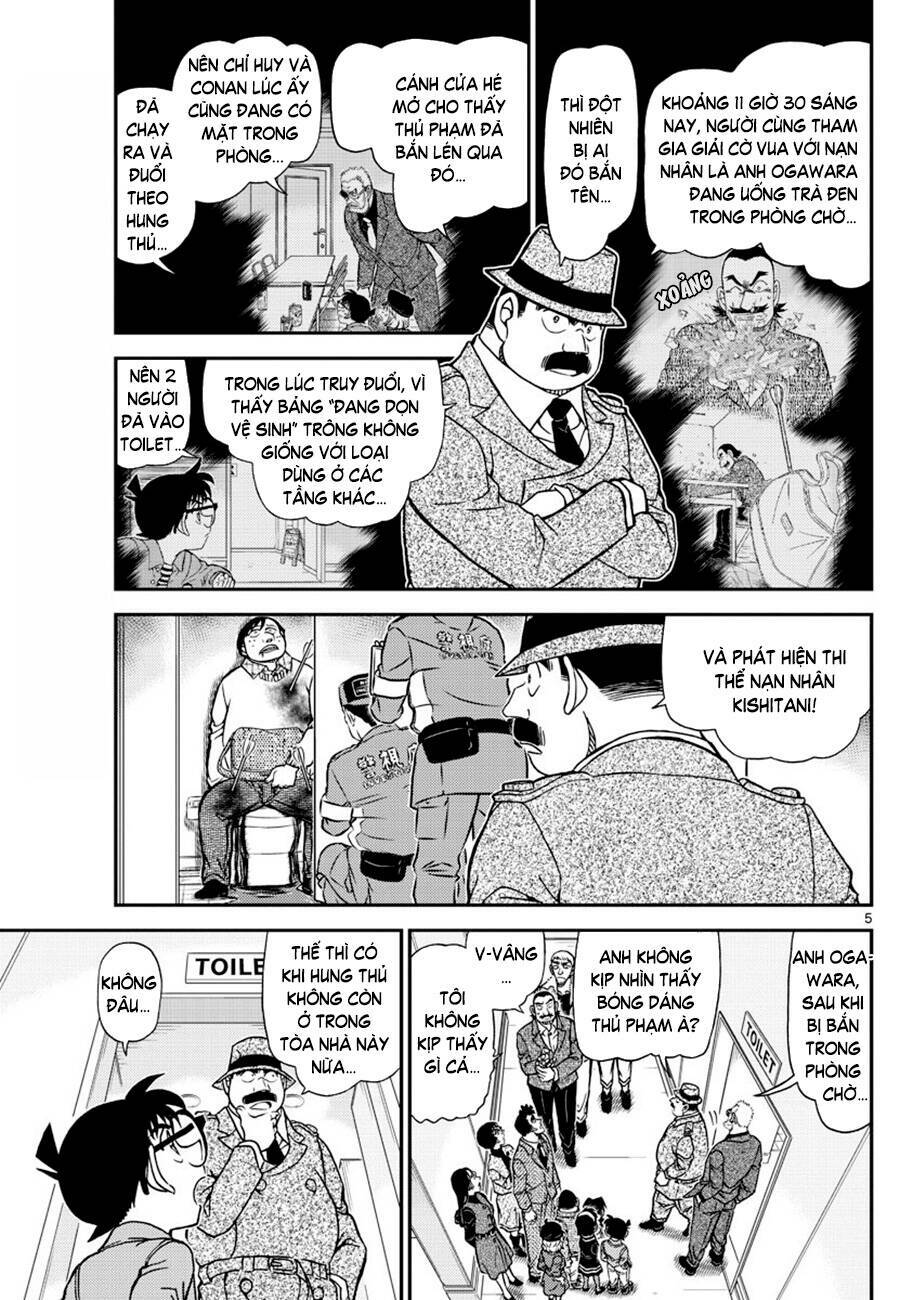 KHOẢNG 11 GIỜ 30 SÁNG
NAY, NGƯỜI CÙNG THAM
GIA GIẢI CỜ VUA VỚI NẠN
NHÂN LÀ ANH OGAWARA
ĐANG UỐNG TRÀ ĐEN
TRONG PHÒNG CHỜ...
XOẢNG
THÌ ĐỘT
NHIÊN
BỊ AI
ĐÓ BẮN
TÊN...
CÁNH CỬA HÉ
MỞ CHO THẤY
THỦ PHẠM ĐÃ
BẮN LÉN QUA
ĐÓ...
NÊN CHỈ HUY VÀ
CONAN LÚC ẤY
CŨNG ĐANG CÓ
MẶT TRONG
PHÒNG...
ĐÃ
CHẠY
RA VÀ
ĐUỔI
THEO
HUNG
THỦ...
TRONG LÚC TRUY ĐUỔI, VÌ
THẤY BẢNG “ĐANG DỌN
VỆ SINH” TRÔNG KHÔNG
GIỐNG VỚI LOẠI
DÙNG Ở CÁC
TẦNG KHÁC...
NÊN 2
NGƯỜI
ĐÃ VÀO
TOILET...
VÀ PHÁT HIỆN THI
THỂ NẠN NHÂN
KISHITANI!
警視庁
警視庁
5
ANH OGA-
WARA,
SAU KHI
BỊ BẮN
TRONG
PHÒNG
CHỜ...
ANH KHÔNG
KỊP NHÌN THẤY
BÓNG DÁNG
THỦ PHẠM À?
V-VÂNG
...
TÔI
KHÔNG
KỊP THẤY
GÌ CẢ...
TOILET
THẾ THÌ CÓ
KHI HUNG THỦ
KHÔNG CÒN
Ở TRONG
TÒA NHÀ NÀY
NỮA...
TOILET
KHÔNG
ĐÂU...